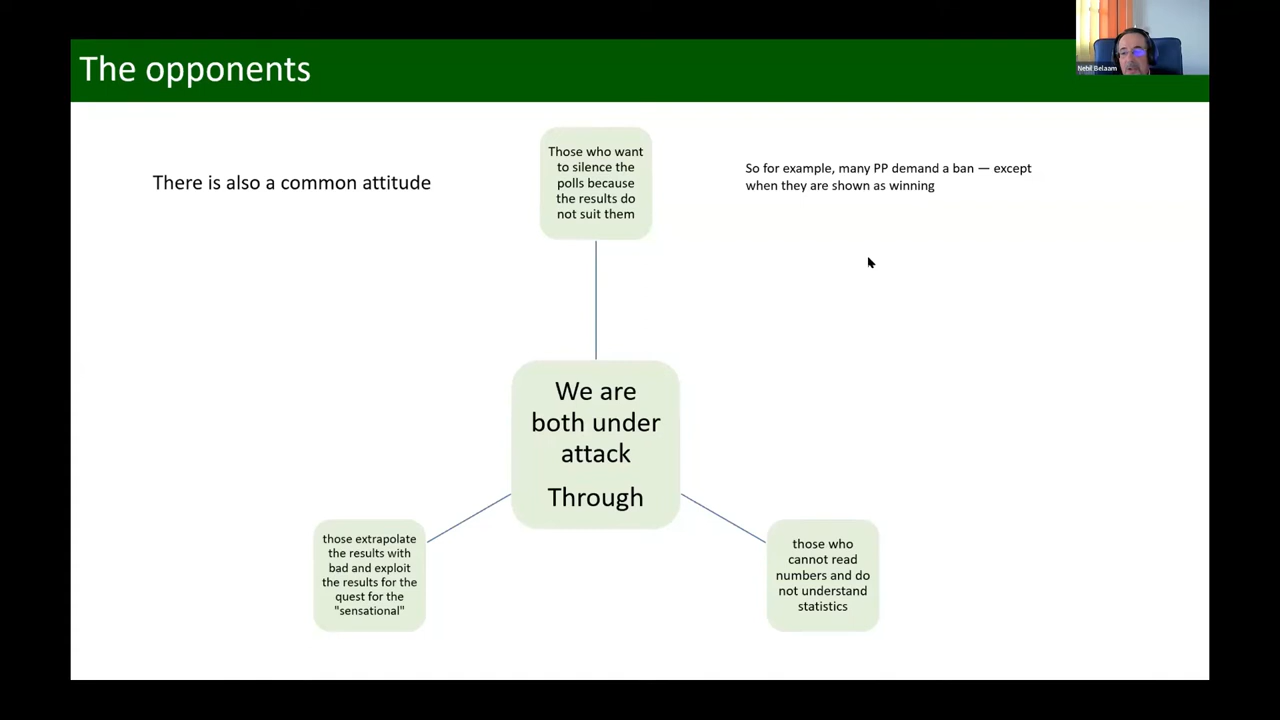 The opponents
Nebil Belaam
There is also a common attitude
Those who want
to silence the
polls because
the results do
not suit them
So for example, many PP demand a ban — except
when they are shown as winning
We are
both under
attack
Through
those extrapolate
the results with
bad and exploit
the results for the
quest for the
"sensational"
those who
cannot read
numbers and do
not understand
statistics